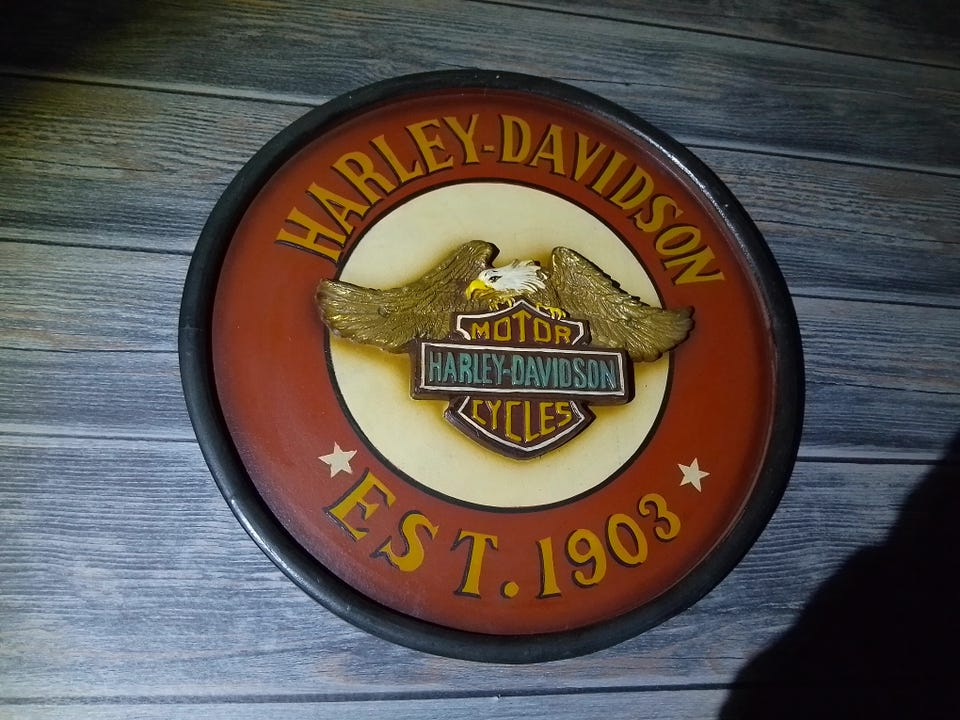 HARLEY-DAVIDSON
MOTOR
HARLEY-DAVIDSON
CYCLES
EST. 1903